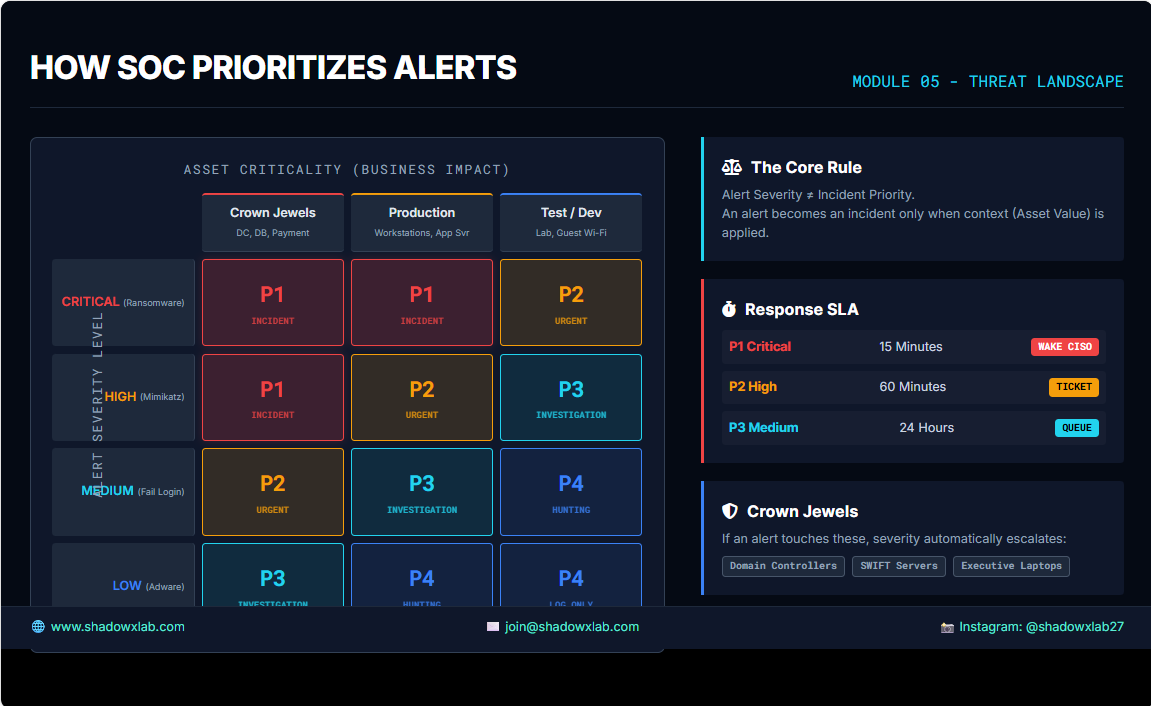 HOW SOC PRIORITIZES ALERTS
MODULE 05 - THREAT LANDSCAPE
ASSET CRITICALITY (BUSINESS IMPACT)
ALERT SEVERITY LEVEL
Crown Jewels
DC, DB, Payment
Production
Workstations, App Svr
Test / Dev
Lab, Guest Wi-Fi
CRITICAL (Ransomware)
P1
INCIDENT
P1
INCIDENT
P2
URGENT
HIGH (Mimikatz)
P1
INCIDENT
P2
URGENT
P3
INVESTIGATION
MEDIUM (Fail Login)
P2
URGENT
P3
INVESTIGATION
P4
HUNTING
LOW (Adware)
P3
INVESTIGATION
P4
HUNTING
P4
LOG ONLY
The Core Rule
Alert Severity ≠ Incident Priority.
An alert becomes an incident only when context (Asset Value) is
applied.
Response SLA
P1 Critical 15 Minutes WAKE CISO
P2 High 60 Minutes TICKET
P3 Medium 24 Hours QUEUE
Crown Jewels
If an alert touches these, severity automatically escalates:
Domain Controllers SWIFT Servers Executive Laptops
www.shadowxlab.com
join@shadowxlab.com
Instagram: @shadowxlab27